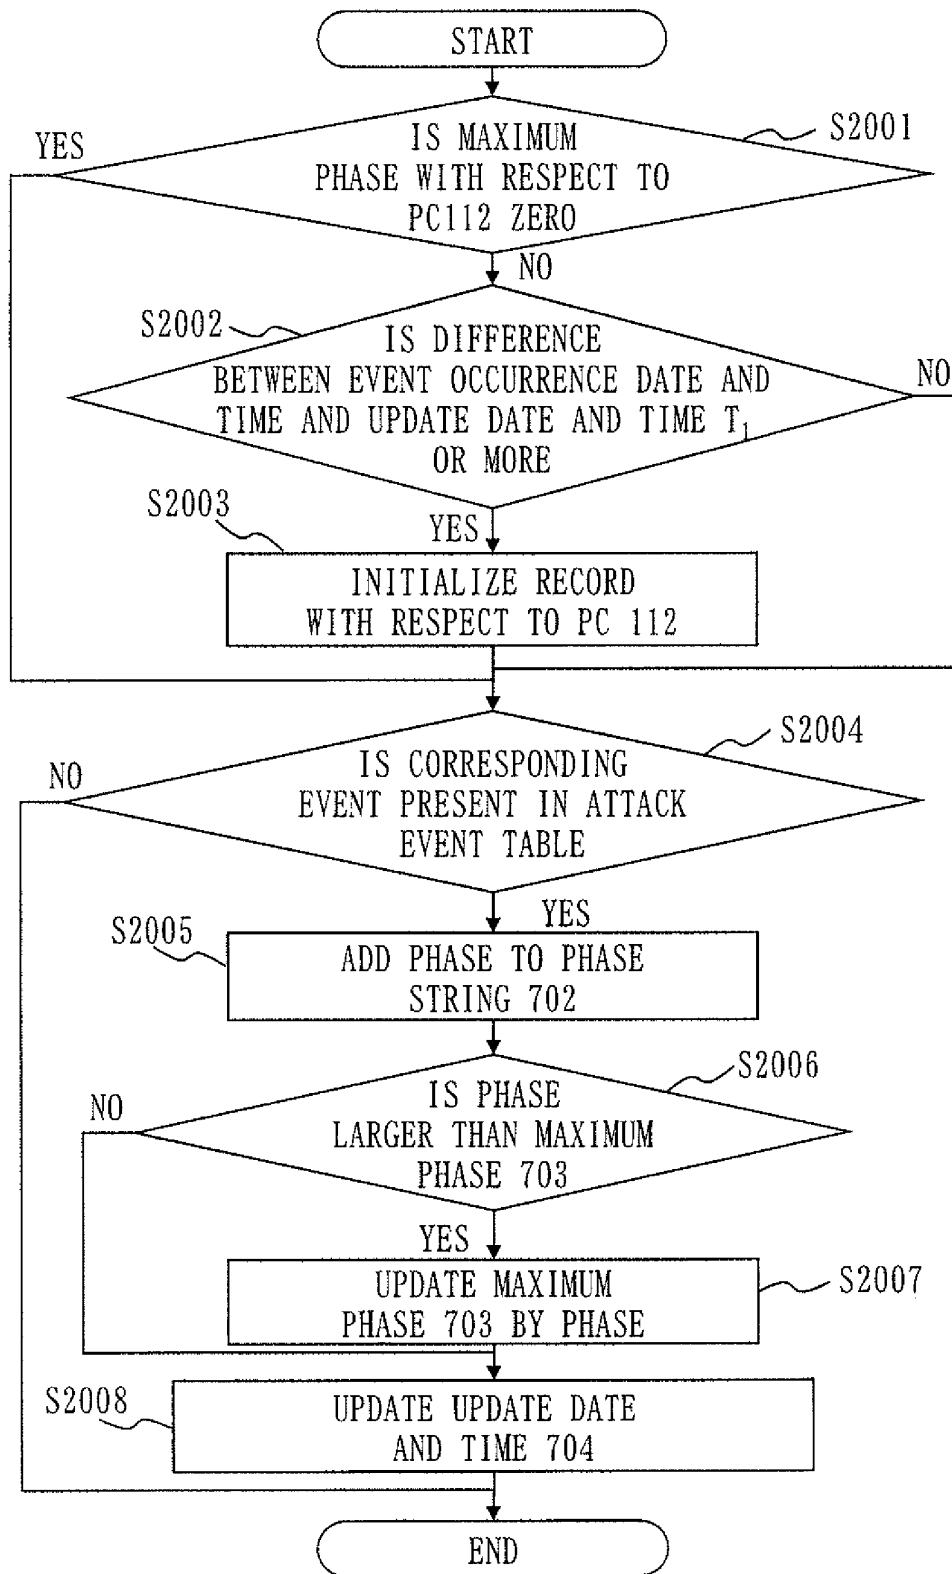 START
S2001
YES
IS MAXIMUM
PHASE WITH RESPECT TO
PC112 ZERO
NO
S2002
IS DIFFERENCE
BETWEEN EVENT OCCURRENCE DATE AND
TIME AND UPDATE DATE AND TIME T1
OR MORE
NO
S2003
YES
INITIALIZE RECORD
WITH RESPECT TO PC 112
S2004
NO
IS CORRESPONDING
EVENT PRESENT IN ATTACK
EVENT TABLE
YES
S2005
ADD PHASE TO PHASE
STRING 702
S2006
NO
IS PHASE
LARGER THAN MAXIMUM
PHASE 703
YES
S2007
UPDATE MAXIMUM
PHASE 703 BY PHASE
S2008
UPDATE UPDATE DATE
AND TIME 704
END